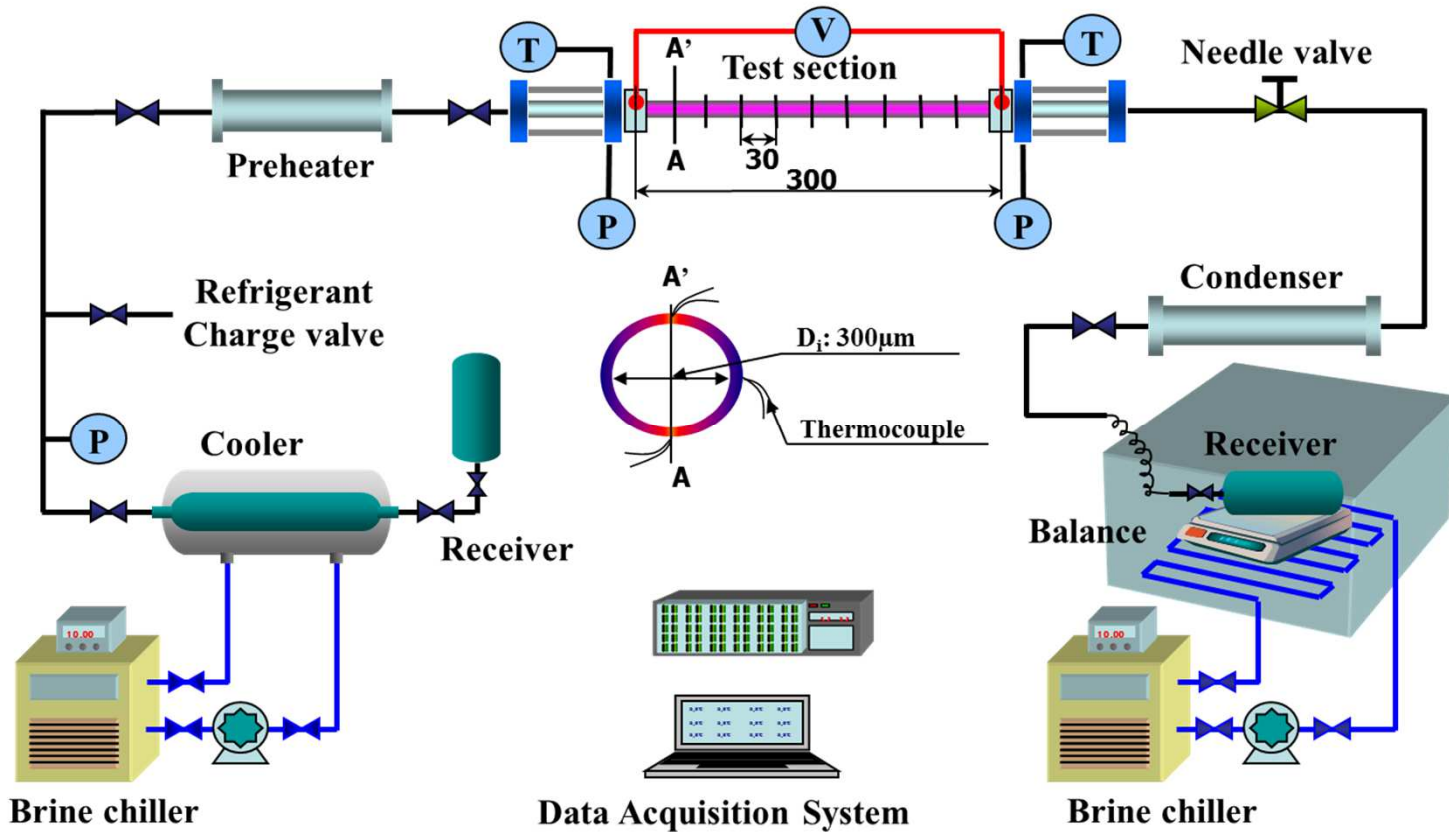 T
V
T
A’
Test section
Needle valve
Preheater
A
30
300
P
P
Refrigerant
Charge valve
A’
Condenser
Di: 300μm
P
Cooler
Thermocouple
Receiver
A
Receiver
Balance
10.00
10.00
Brine chiller
Data Acquisition System
Brine chiller